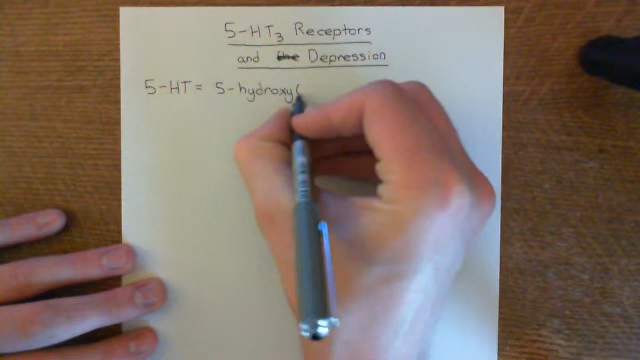 5-HT₃ Receptors
and the Depression
5-HT = 5-hydroxy